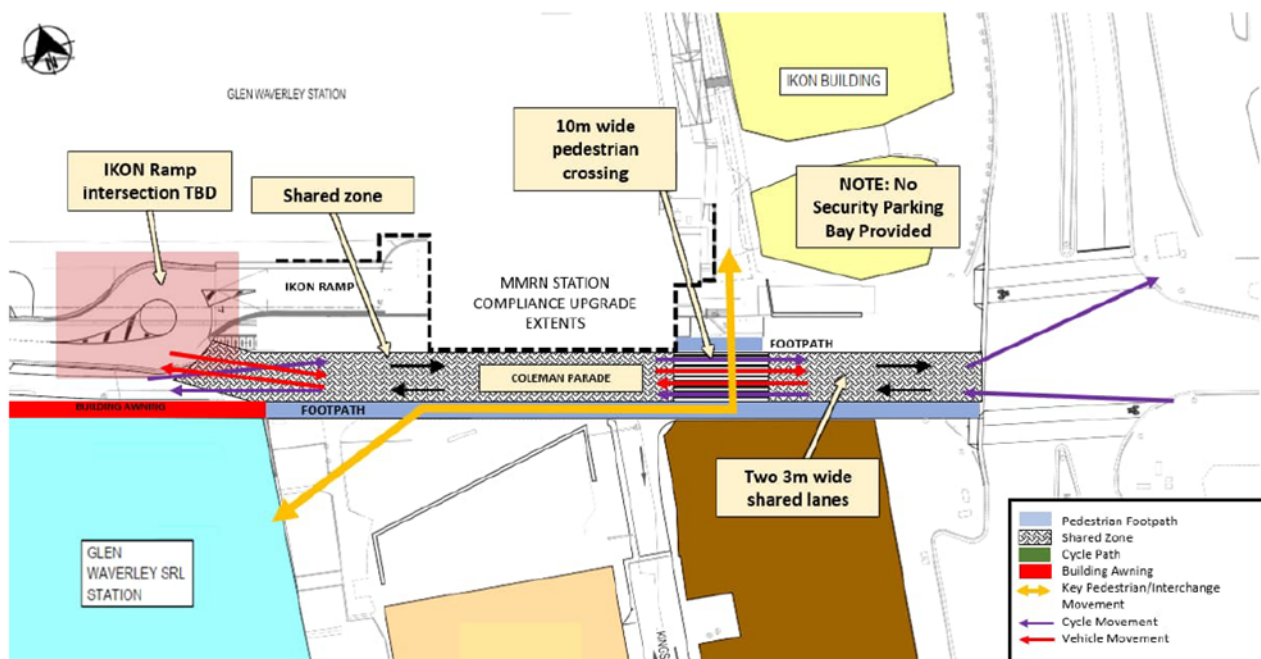 N
GLEN WAVERLEY STATION
IKON BUILDING
10m wide
pedestrian
crossing
IKON Ramp
intersection TBD
Shared zone
NOTE: No
Security Parking
Bay Provided
IKON RAMP
MMRN STATION
COMPLIANCE UPGRADE
EXTENTS
FOOTPATH
COLEMAN PARADE
BUILDING AWNING
FOOTPATH
Two 3m wide
shared lanes
GLEN
WAVERLEY SRL
STATION
KINGS
Pedestrian Footpath
Shared Zone
Cycle Path
Building Awning
Key Pedestrian/Interchange
Movement
Cycle Movement
Vehicle Movement